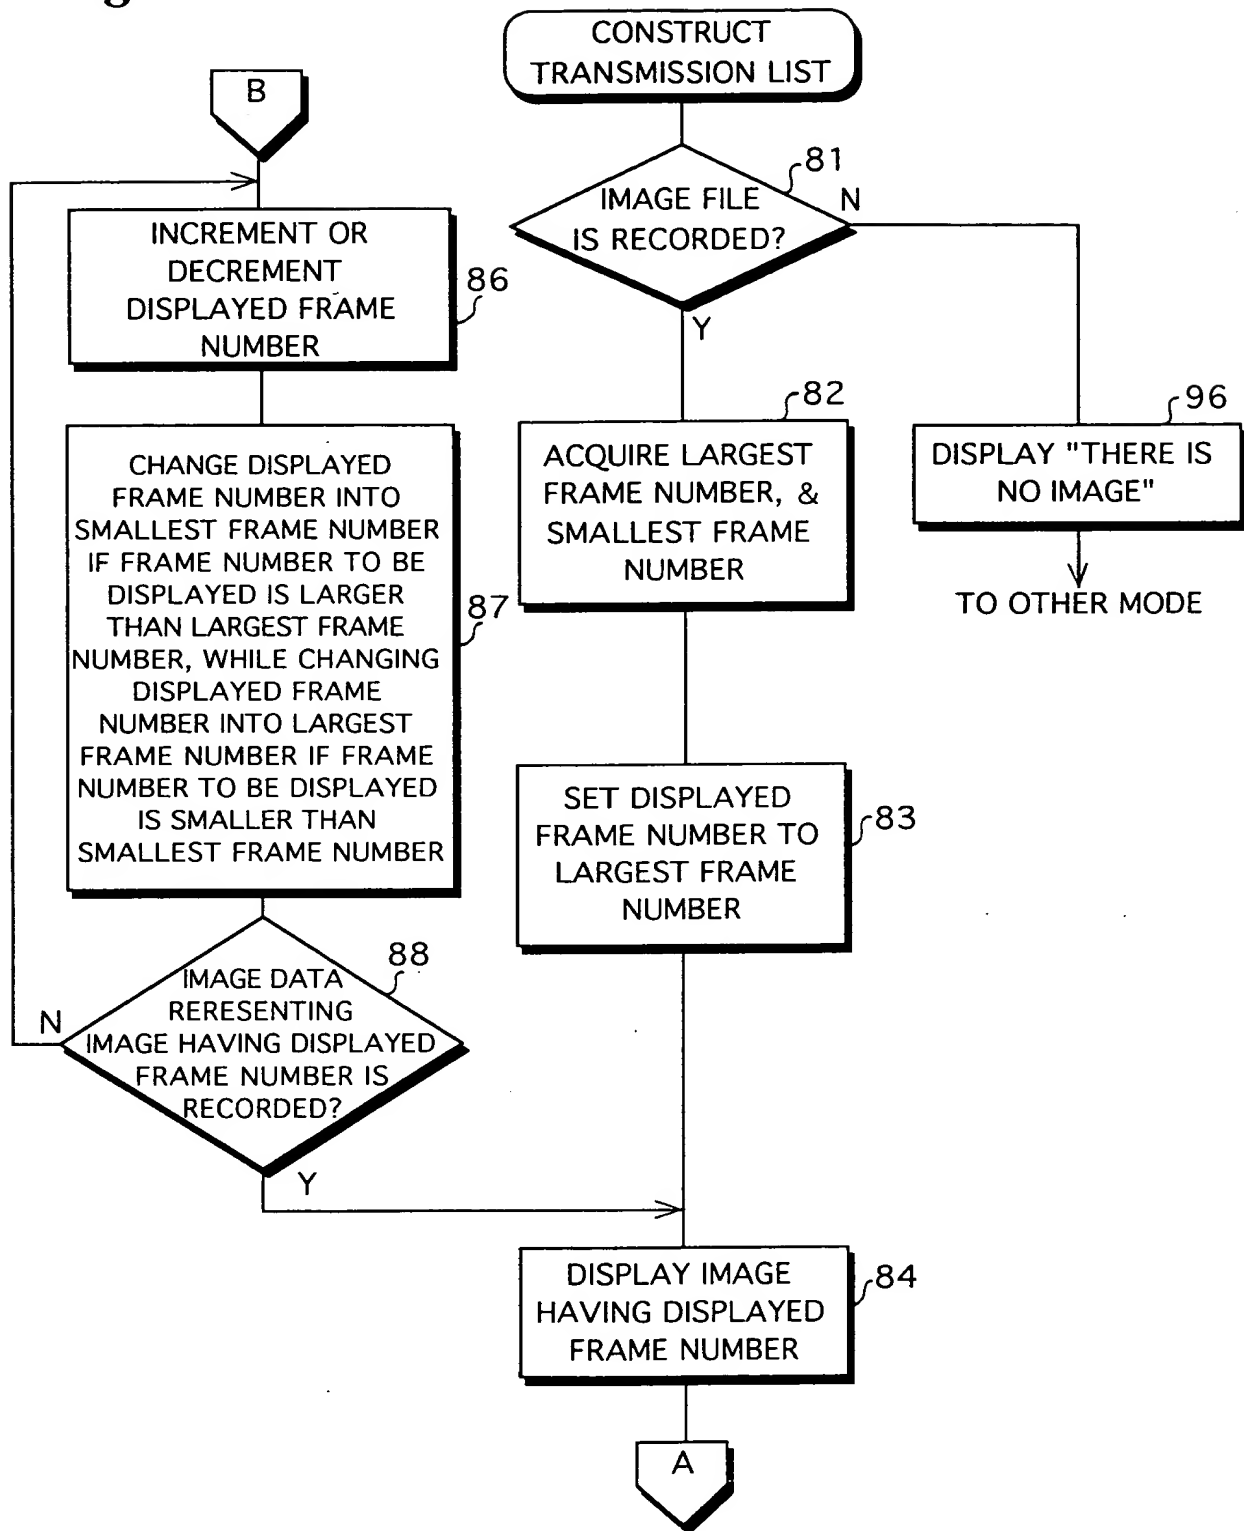 CONSTRUCT
TRANSMISSION LIST
B
81
IMAGE FILE
IS RECORDED?
N
Y
INCREMENT OR
DECREMENT
DISPLAYED FRAME
NUMBER
86
82
ACQUIRE LARGEST
FRAME NUMBER, &
SMALLEST FRAME
NUMBER
96
DISPLAY "THERE IS
NO IMAGE"
TO OTHER MODE
CHANGE DISPLAYED
FRAME NUMBER INTO
SMALLEST FRAME NUMBER
IF FRAME NUMBER TO BE
DISPLAYED IS LARGER
THAN LARGEST FRAME
NUMBER, WHILE CHANGING
DISPLAYED FRAME
NUMBER INTO LARGEST
FRAME NUMBER IF FRAME
NUMBER TO BE DISPLAYED
IS SMALLER THAN
SMALLEST FRAME NUMBER
87
SET DISPLAYED
FRAME NUMBER TO
LARGEST FRAME
NUMBER
83
88
IMAGE DATA
RERESENTING
IMAGE HAVING DISPLAYED
FRAME NUMBER IS
RECORDED?
N
Y
DISPLAY IMAGE
HAVING DISPLAYED
FRAME NUMBER
84
A